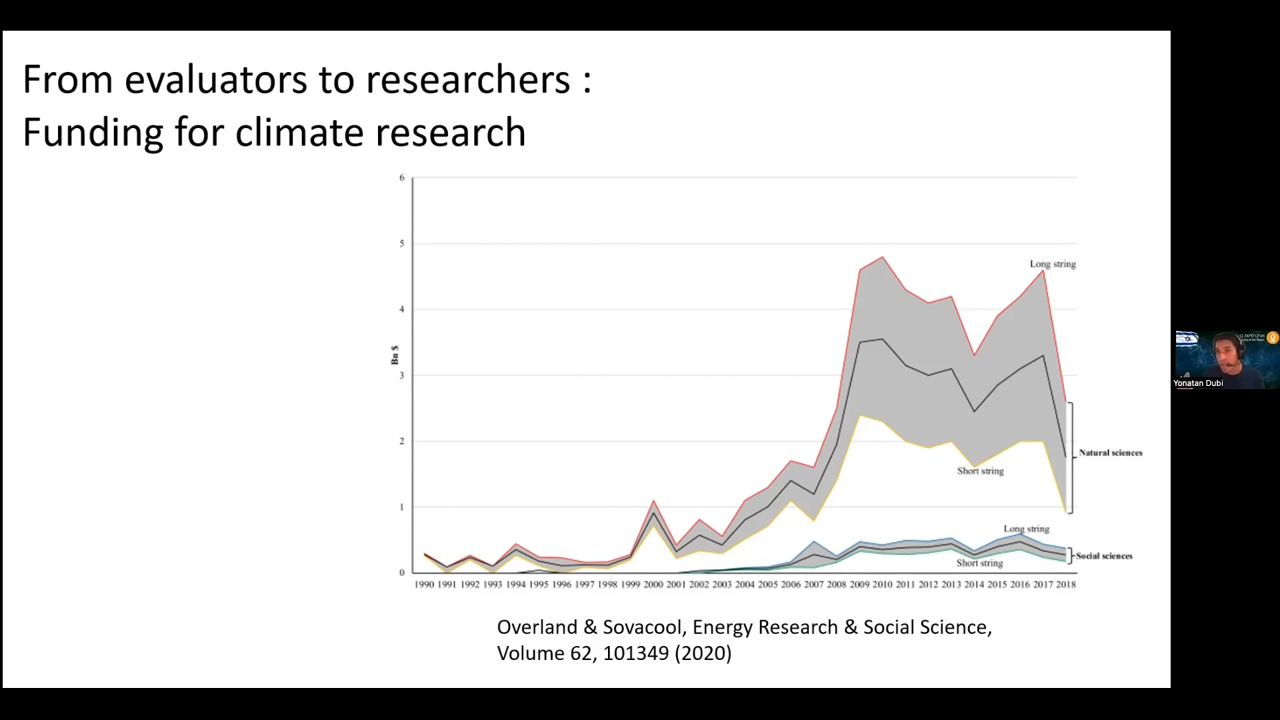 From evaluators to researchers :
Funding for climate research
6
5
4
3
2
1
0
Bn $
Long string
Short string
Natural sciences
Long string
Short string
Social sciences
1990 1991 1992 1993 1994 1995 1996 1997 1998 1999 2000 2001 2002 2003 2004 2005 2006 2007 2008 2009 2010 2011 2012 2013 2014 2015 2016 2017 2018
Overland & Sovacool, Energy Research & Social Science,
Volume 62, 101349 (2020)
Yonatan Dubi